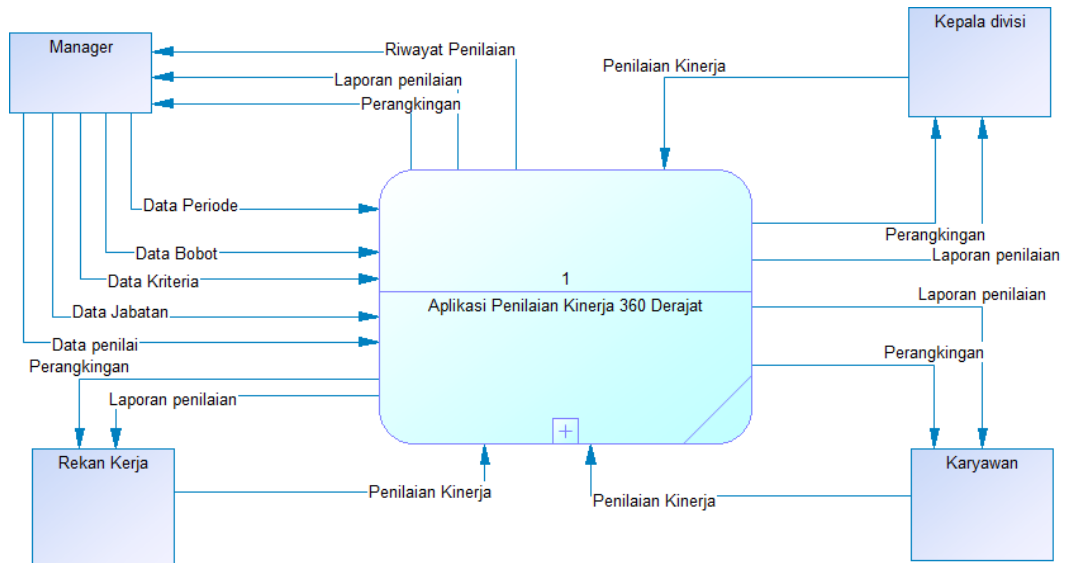 Kepala divisi
Manager
Riwayat Penilaian
Penilaian Kinerja
Laporan penilaian
Perangkingan
Data Periode
Perangkingan
Data Bobot
Laporan penilaian
Data Kriteria
1
Laporan penilaian
Aplikasi Penilaian Kinerja 360 Derajat
Data Jabatan
Data penilai
Perangkingan
Perangkingan
Laporan penilaian
Rekan Kerja
Karyawan
Penilaian Kinerja
Penilaian Kinerja